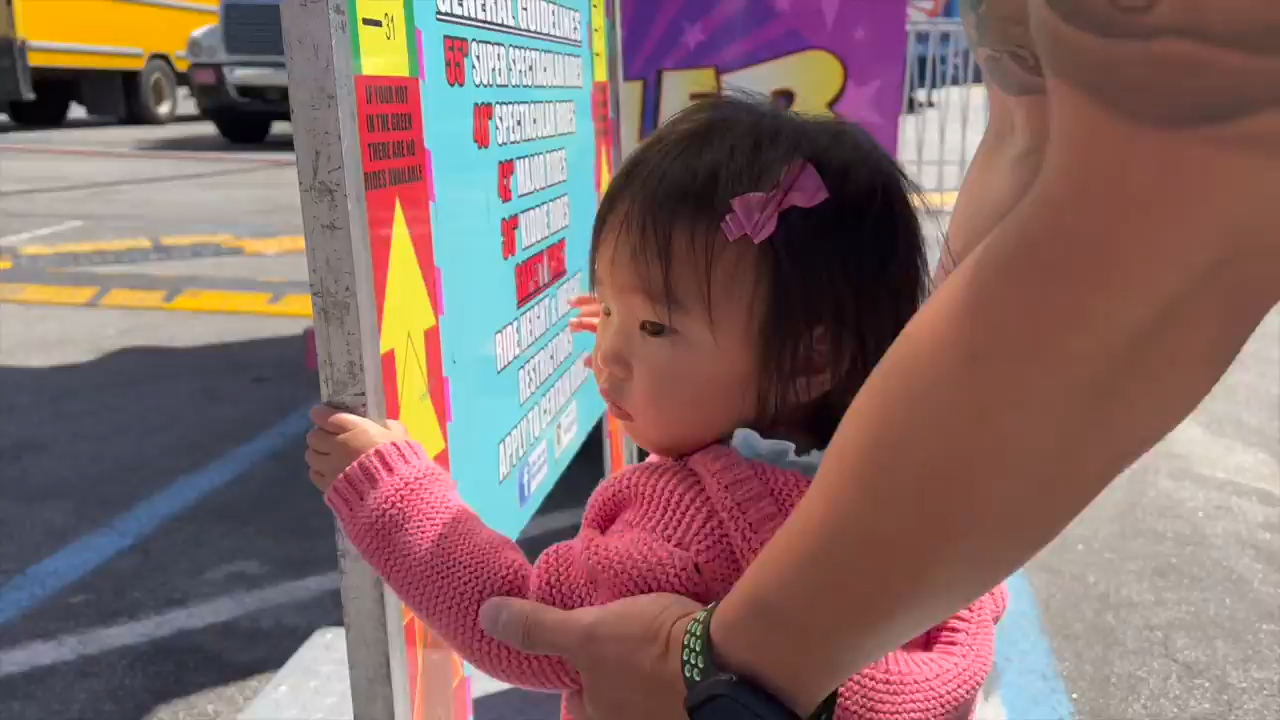 31
IF YOUR NOT
IN THE GREEN
THERE ARE NO
RIDES AVAILABLE
GENERAL GUIDELINES
55" SUPER SPECTACULAR RIDES
SPECTACULAR RIDES
42" MAJOR RIDES
36" KIDDIE RIDES
RIDE HEIGHT &
RESTRICTIONS
APPLY TO CERTAIN
f